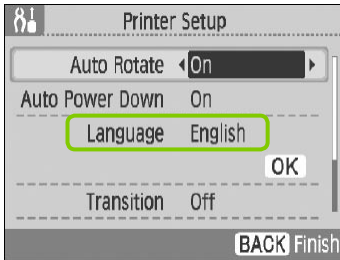 Printer Setup
Auto Rotate On
Auto Power Down On
Language English
OK
Transition Off
BACK Finish